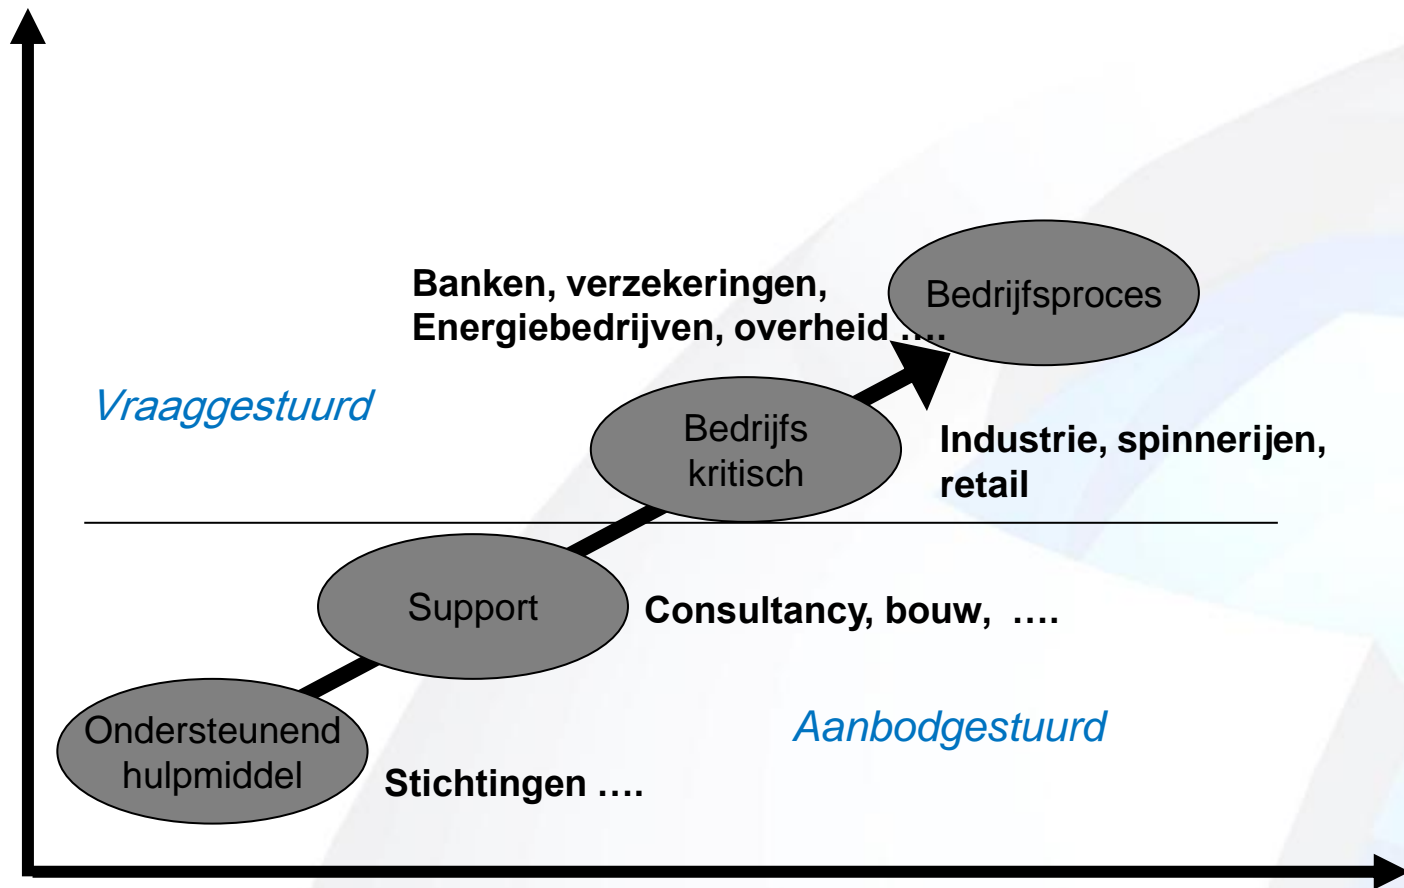 Banken, verzekeringen,
Energiebedrijven, overheid ....
Bedrijfsproces
Vraaggestuurd
Bedrijfs
kritisch
Industrie, spinnerijen,
retail
Support
Consultancy, bouw,  ....
Ondersteunend
hulpmiddel
Aanbodgestuurd
Stichtingen ....